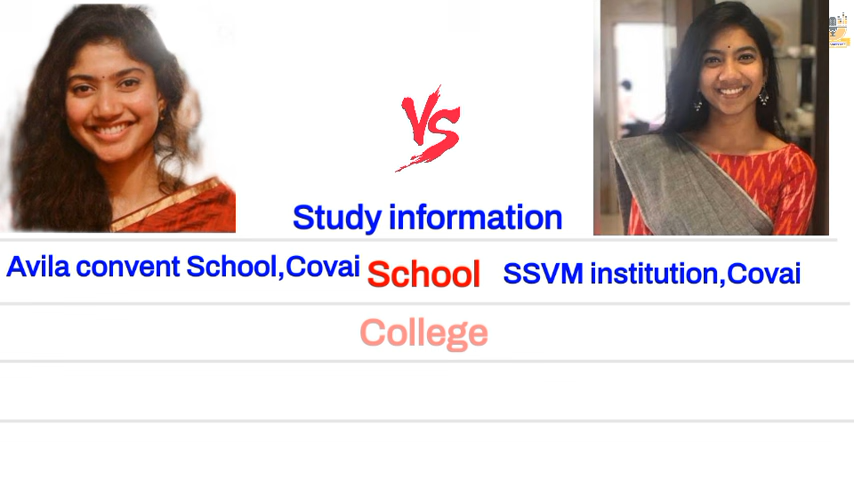 VS
Study information
Avila convent School,Covai School SSVM institution,Covai
College